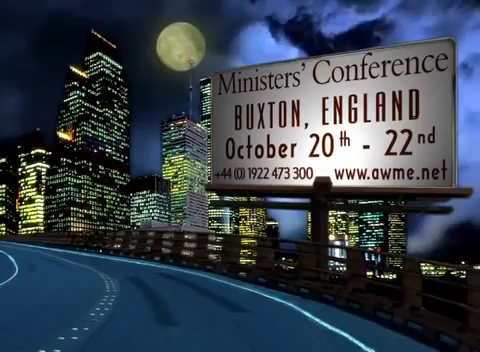 Ministers' Conference
BUXTON, ENGLAND
October 20th - 22nd
+44 (0) 1922 473 300 www.awme.net